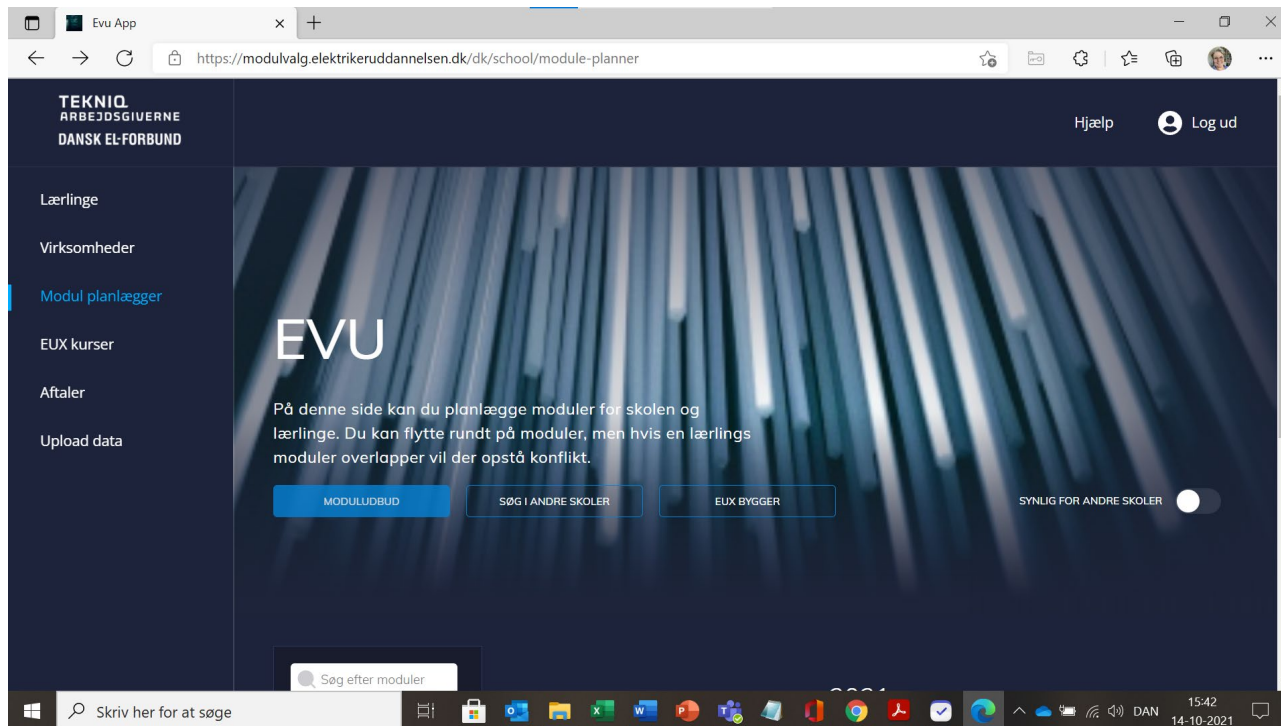 Evu App
https://modulvalg.elektrikeruddannelsen.dk/dk/school/module-planner
TEKNIQ
ARBEJDSGIVERNE
DANSK EL-FORBUND
Hjælp
Log ud
Lærlinge
Virksomheder
Modul planlægger
EUX kurser
Aftaler
Upload data
EVU
På denne side kan du planlægge moduler for skolen og
lærlinge. Du kan flytte rundt på moduler, men hvis en lærlings
moduler overlapper vil der opstå konflikt.
MODULUDBUD
SØG I ANDRE SKOLER
EUX BYGGER
SYNLIG FOR ANDRE SKOLER
Søg efter moduler
Skriv her for at søge
DAN
15:42
14-10-2021